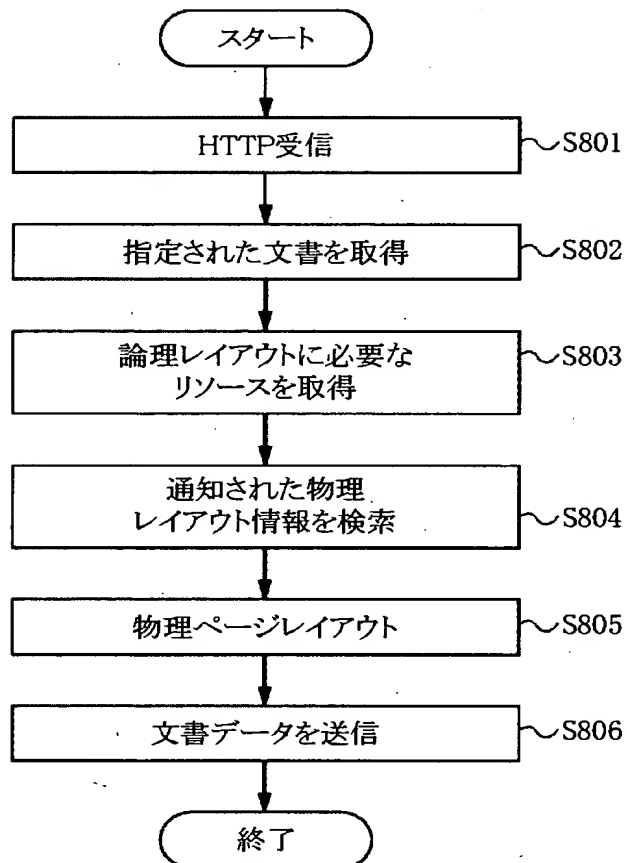 スタート
HTTP受信
S801
指定された文書を取得
S802
論理レイアウトに必要な
リソースを取得
S803
通知された物理
レイアウト情報を検索
S804
物理ページレイアウト
S805
文書データを送信
S806
終了